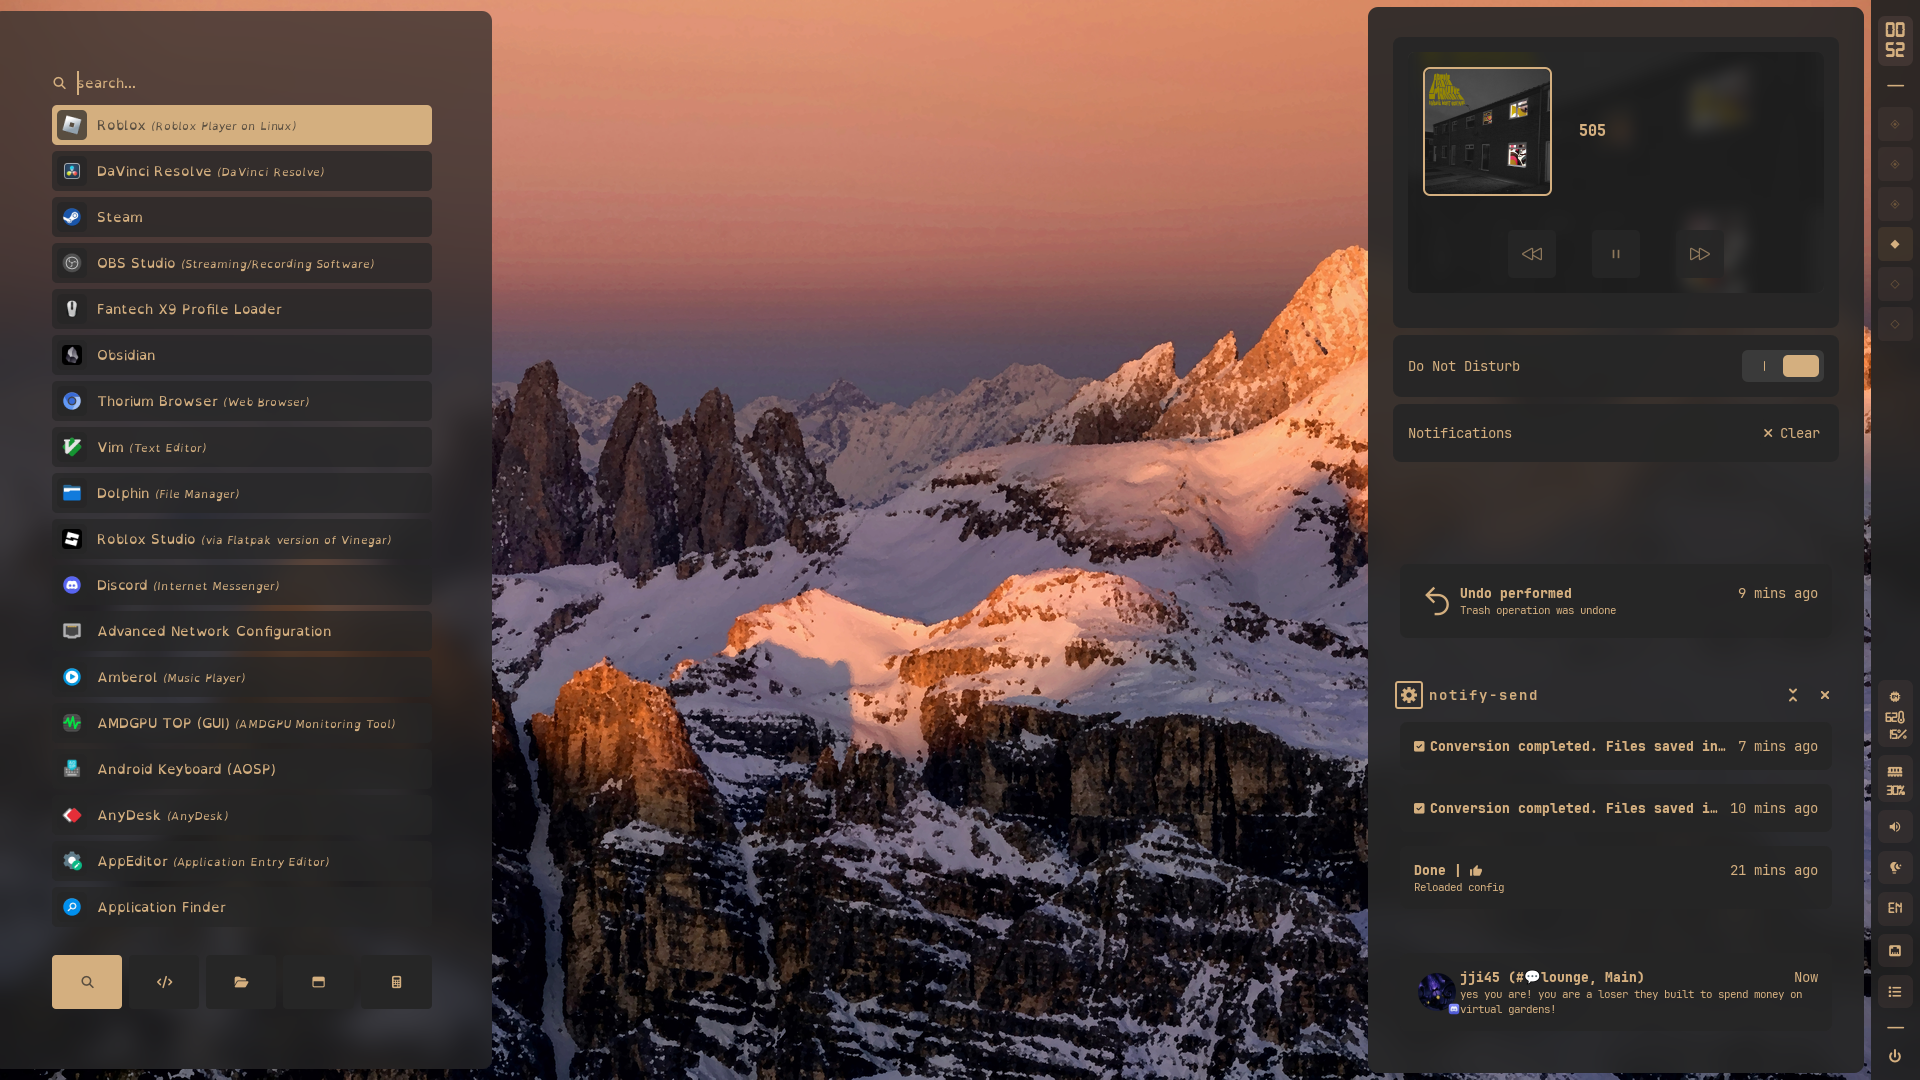 search...
Roblox (Roblox Player on Linux)
DaVinci Resolve (DaVinci Resolve)
Steam
OBS Studio (Streaming/Recording Software)
Fantech X9 Profile Loader
Obsidian
Thorium Browser (Web Browser)
Vim (Text Editor)
Dolphin (File Manager)
Roblox Studio (via Flatpak version of Vinegar)
Discord (Internet Messenger)
Advanced Network Configuration
Amberol (Music Player)
AMDGPU TOP (GUI) (AMDGPU Monitoring Tool)
Android Keyboard (AOSP)
AnyDesk (AnyDesk)
AppEditor (Application Entry Editor)
Application Finder
505
Do Not Disturb
Notifications
Clear
Undo performed 9 mins ago
Trash operation was undone
notify-send
Conversion completed. Files saved in… 7 mins ago
Conversion completed. Files saved i… 10 mins ago
Done | 👍 21 mins ago
Reloaded config
jji45 (#💬lounge, Main) Now
yes you are! you are a loser they built to spend money on
virtual gardens!
00
52
62
15%
30%
EN